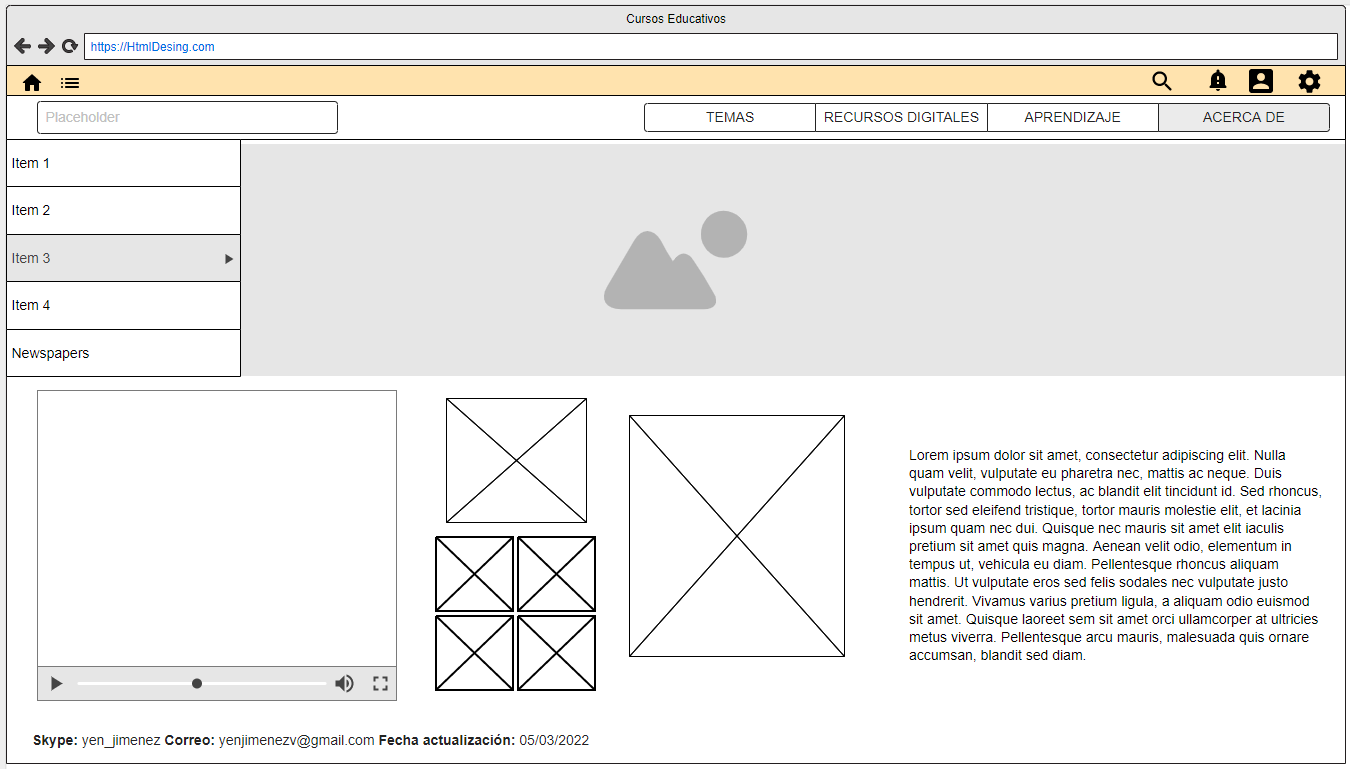 Cursos Educativos
https://HtmlDesing.com
Placeholder
TEMAS
RECURSOS DIGITALES
APRENDIZAJE
ACERCA DE
Item 1
Item 2
Item 3
Item 4
Newspapers
Lorem ipsum dolor sit amet, consectetur adipiscing elit. Nulla
quam velit, vulputate eu pharetra nec, mattis ac neque. Duis
vulputate commodo lectus, ac blandit elit tincidunt id. Sed rhoncus,
tortor sed eleifend tristique, tortor mauris molestie elit, et lacinia
ipsum quam nec dui. Quisque nec mauris sit amet elit iaculis
pretium sit amet quis magna. Aenean velit odio, elementum in
tempus ut, vehicula eu diam. Pellentesque rhoncus aliquam
mattis. Ut vulputate eros sed felis sodales nec vulputate justo
hendrerit. Vivamus varius pretium ligula, a aliquam odio euismod
sit amet. Quisque laoreet sem sit amet orci ullamcorper at ultricies
metus viverra. Pellentesque arcu mauris, malesuada quis ornare
accumsan, blandit sed diam.
Skype: yen_jimenez Correo: yenjimenezv@gmail.com Fecha actualización: 05/03/2022